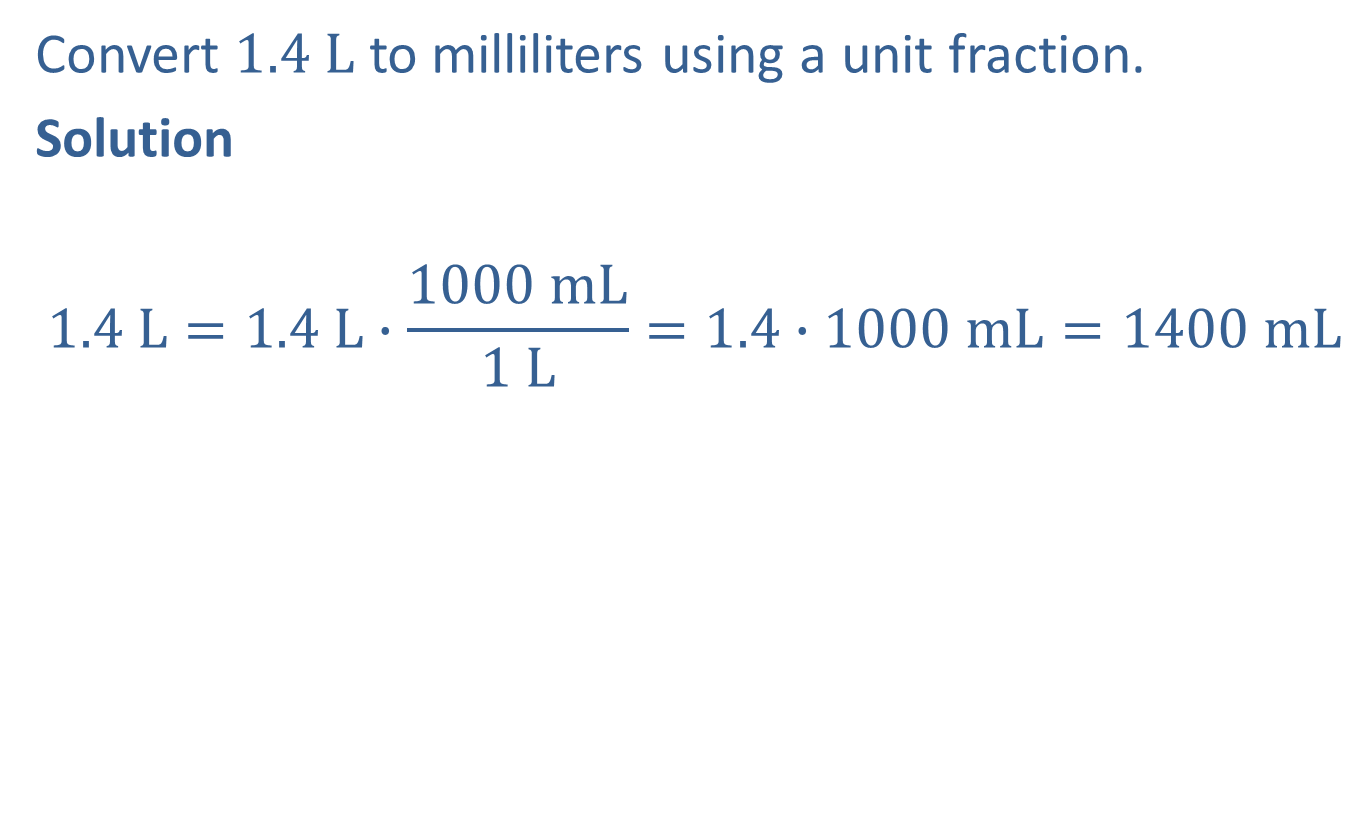 Convert 1.4 L to milliliters using a unit fraction.
Solution
1.4 L = 1.4 L · 1000 mL / 1 L = 1.4 · 1000 mL = 1400 mL